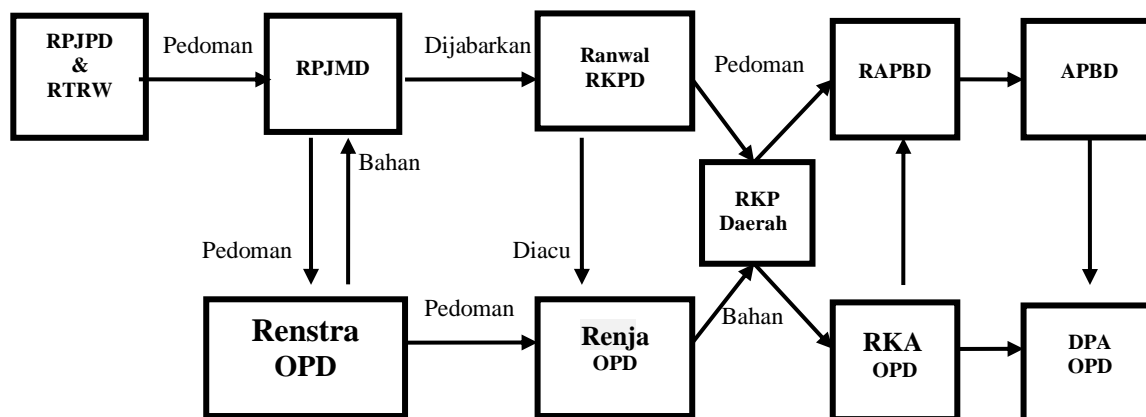 RPJPD
&
RTRW
Pedoman
RPJMD
Dijabarkan
Ranwal
RKPD
Pedoman
RAPBD
APBD
Bahan
RKP
Daerah
Pedoman
Diacu
Renstra
OPD
Pedoman
Renja
OPD
Bahan
RKA
OPD
DPA
OPD